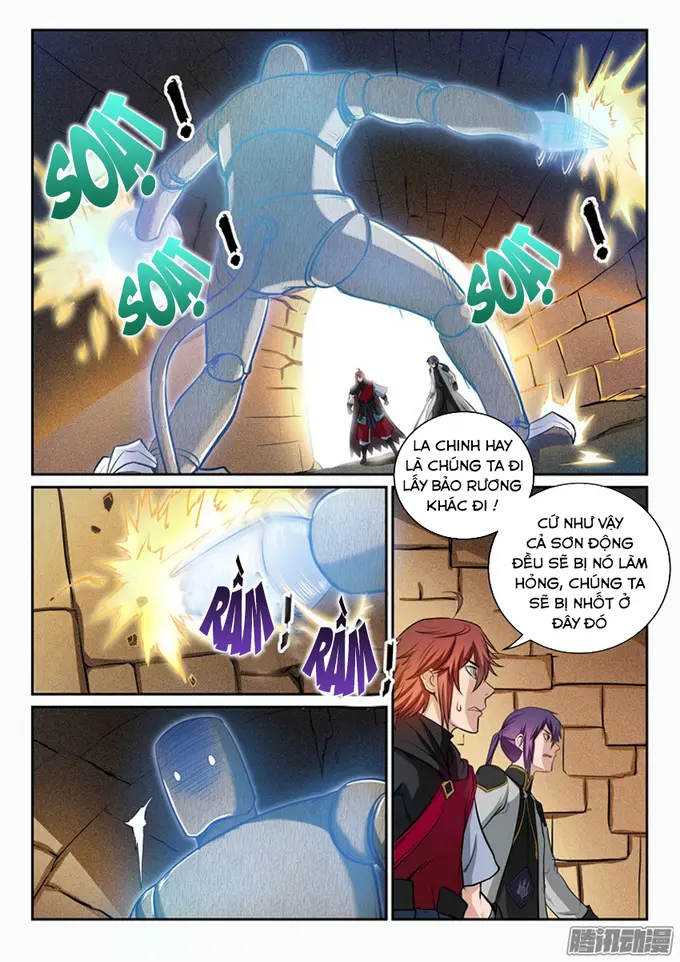 SOẠT !
SOẠT !
SOẠT !
LA CHINH HAY
LÀ CHÚNG TA ĐI
LẤY BẢO RƯƠNG
KHÁC ĐI !
CỨ NHƯ VẬY
CẢ SƠN ĐỘNG
ĐỀU SẼ BỊ NÓ LÀM
HỎNG, CHÚNG TA
SẼ BỊ NHỐT Ở
ĐÂY ĐÓ
RẦM !
RẦM !
腾讯动漫